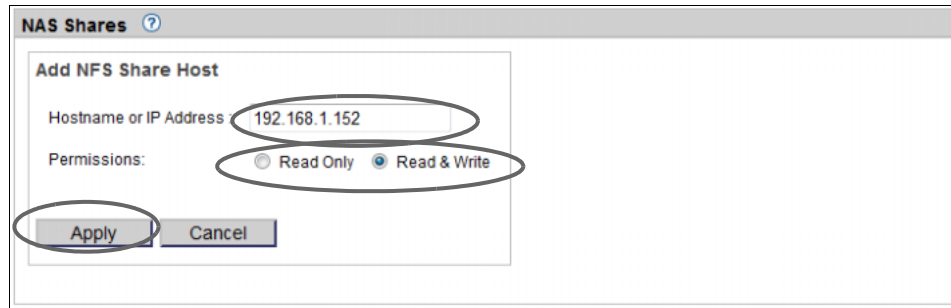 NAS Shares ?
Add NFS Share Host
Hostname or IP Address : 192.168.1.152
Permissions: Read Only Read & Write
Apply Cancel